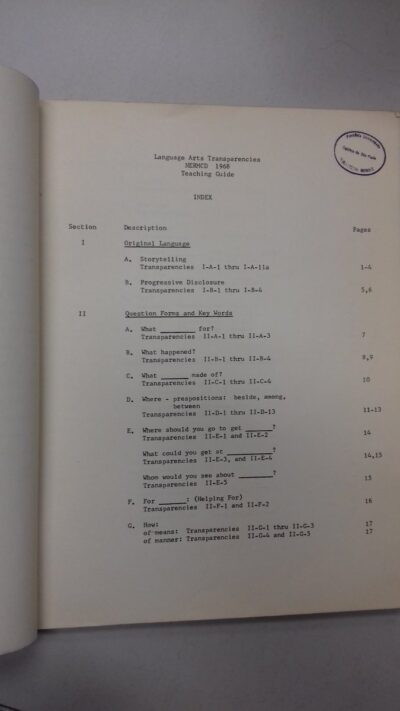 Language Arts Transparencies
NERMCD 1968
Teaching Guide
INDEX
Section Description Pages
I Original Language
A. Storytelling
Transparencies I-A-1 thru I-A-11a 1-4
B. Progressive Disclosure
Transparencies I-B-1 thru I-B-4 5,6
II Question Forms and Key Words
A. What ________ for?
Transparencies II-A-1 thru II-A-3 7
B. What happened?
Transparencies II-B-1 thru II-B-4 8,9
C. What ______ made of?
Transparencies II-C-1 thru II-C-4 10
D. Where - prespositions: beside, among,
between
Transparencies II-D-1 thru II-D-13 11-13
E. Where should you go to get ______?
Transparencies II-E-1 and II-E-2 14
What could you get at __________?
Transparencies II-E-3, and II-E-4 14,15
Whom would you see about ________?
Transparencies II-E-5 15
F. For ______: (Helping For)
Transparencies II-F-1 and II-F-2 16
G. How:
of means: Transparencies II-G-1 thru II-G-3 17
of manner: Transparencies II-G-4 and II-G-5 17